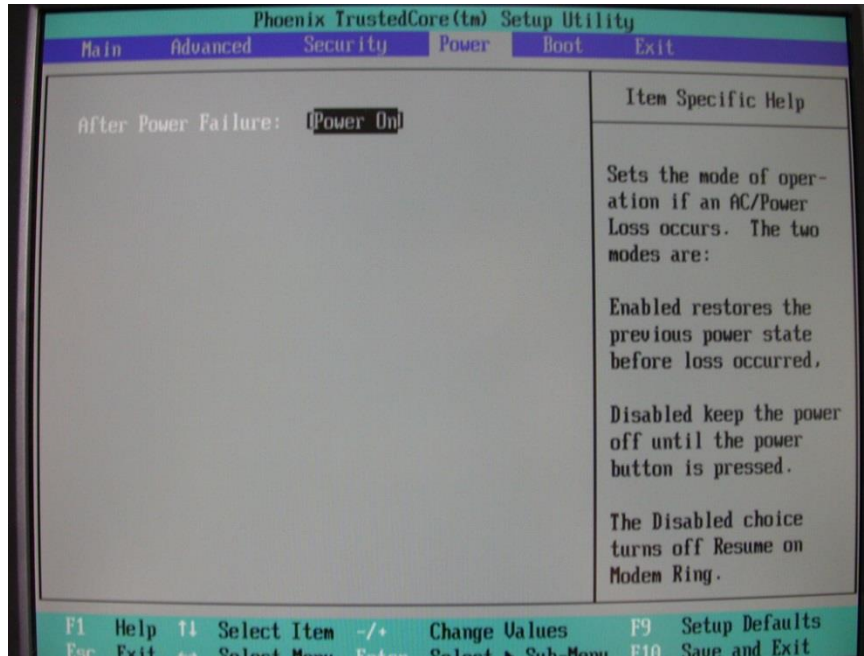 Phoenix TrustedCore(tm) Setup Utility
Main Advanced Security Power Boot Exit
After Power Failure: [Power On]
Item Specific Help
Sets the mode of oper-
ation if an AC/Power
Loss occurs. The two
modes are:
Enabled restores the
previous power state
before loss occurred,
Disabled keep the power
off until the power
button is pressed.
The Disabled choice
turns off Resume on
Modem Ring.
F1 Help ↑↓ Select Item -/+ Change Values F9 Setup Defaults
Esc Exit ↔ Select Menu Enter Select ▶ Sub-Menu F10 Save and Exit